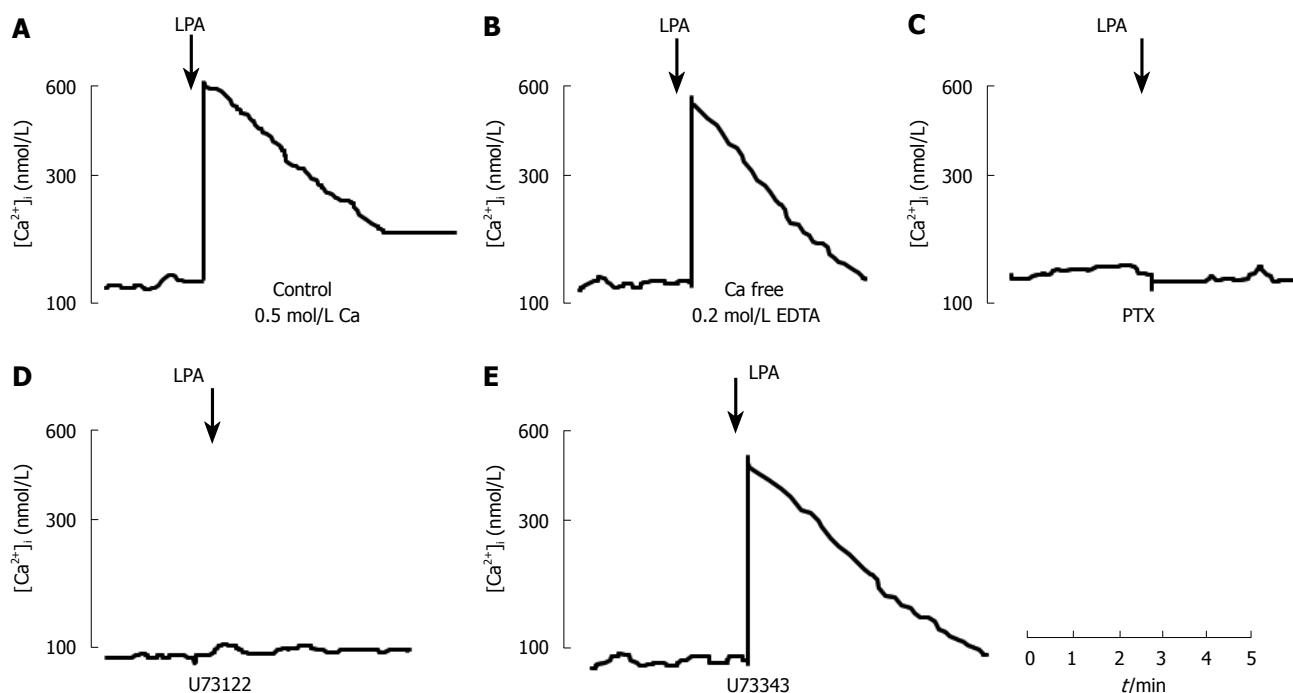 A
LPA
600
300
100
[Ca²⁺]ᵢ (nmol/L)
Control
0.5 mol/L Ca
B
LPA
600
300
100
[Ca²⁺]ᵢ (nmol/L)
Ca free
0.2 mol/L EDTA
C
LPA
600
300
100
[Ca²⁺]ᵢ (nmol/L)
PTX
D
LPA
600
300
100
[Ca²⁺]ᵢ (nmol/L)
U73122
E
LPA
600
300
100
[Ca²⁺]ᵢ (nmol/L)
U73343
0 1 2 3 4 5
t/min